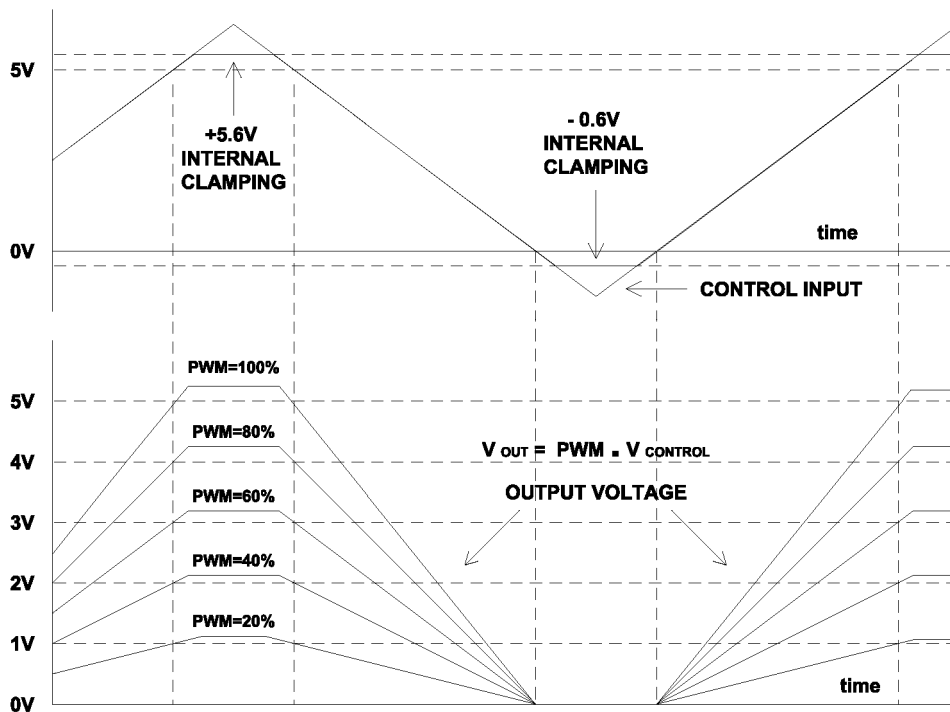 5V
+5.6V
INTERNAL
CLAMPING
- 0.6V
INTERNAL
CLAMPING
time
0V
CONTROL INPUT
PWM=100%
5V
PWM=80%
4V
V OUT = PWM . V CONTROL
PWM=60%
OUTPUT VOLTAGE
3V
PWM=40%
2V
PWM=20%
1V
time
0V